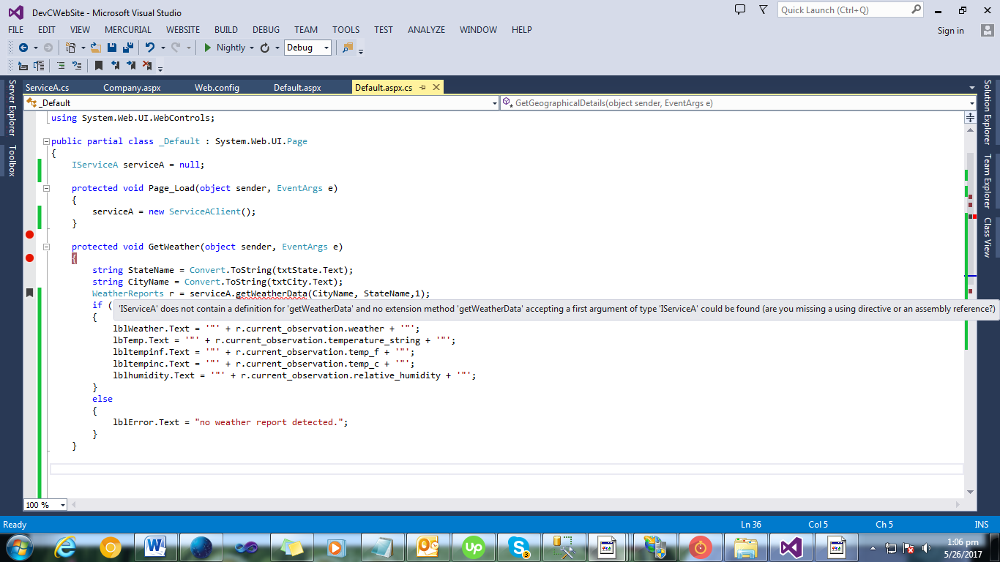 DevCWebSite - Microsoft Visual Studio
Quick Launch (Ctrl+Q)
FILE EDIT VIEW MERCURIAL WEBSITE BUILD DEBUG TEAM TOOLS TEST ANALYZE WINDOW HELP
Sign in
Nightly Debug
ServiceA.cs Company.aspx Web.config Default.aspx Default.aspx.cs
_Default GetGeographicalDetails(object sender, EventArgs e)
Server Explorer
Toolbox
Solution Explorer
Team Explorer
Class View
using System.Web.UI.WebControls;
public partial class _Default : System.Web.UI.Page
{
IServiceA serviceA = null;
protected void Page_Load(object sender, EventArgs e)
{
serviceA = new ServiceAClient();
}
protected void GetWeather(object sender, EventArgs e)
{
string StateName = Convert.ToString(txtState.Text);
string CityName = Convert.ToString(txtCity.Text);
WeatherReports r = serviceA.getWeatherData(CityName, StateName,1);
if (
'IServiceA' does not contain a definition for 'getWeatherData' and no extension method 'getWeatherData' accepting a first argument of type 'IServiceA' could be found (are you missing a using directive or an assembly reference?)
{
lblWeather.Text = '"' + r.current_observation.weather + '"';
lbTemp.Text = '"' + r.current_observation.temperature_string + '"';
lbltempinf.Text = '"' + r.current_observation.temp_f + '"';
lbltempinc.Text = '"' + r.current_observation.temp_c + '"';
lblhumidity.Text = '"' + r.current_observation.relative_humidity + '"';
}
else
{
lblError.Text = "no weather report detected.";
}
}
100 %
Ready Ln 36 Col 5 Ch 5 INS
up
3
1:06 pm
5/26/2017